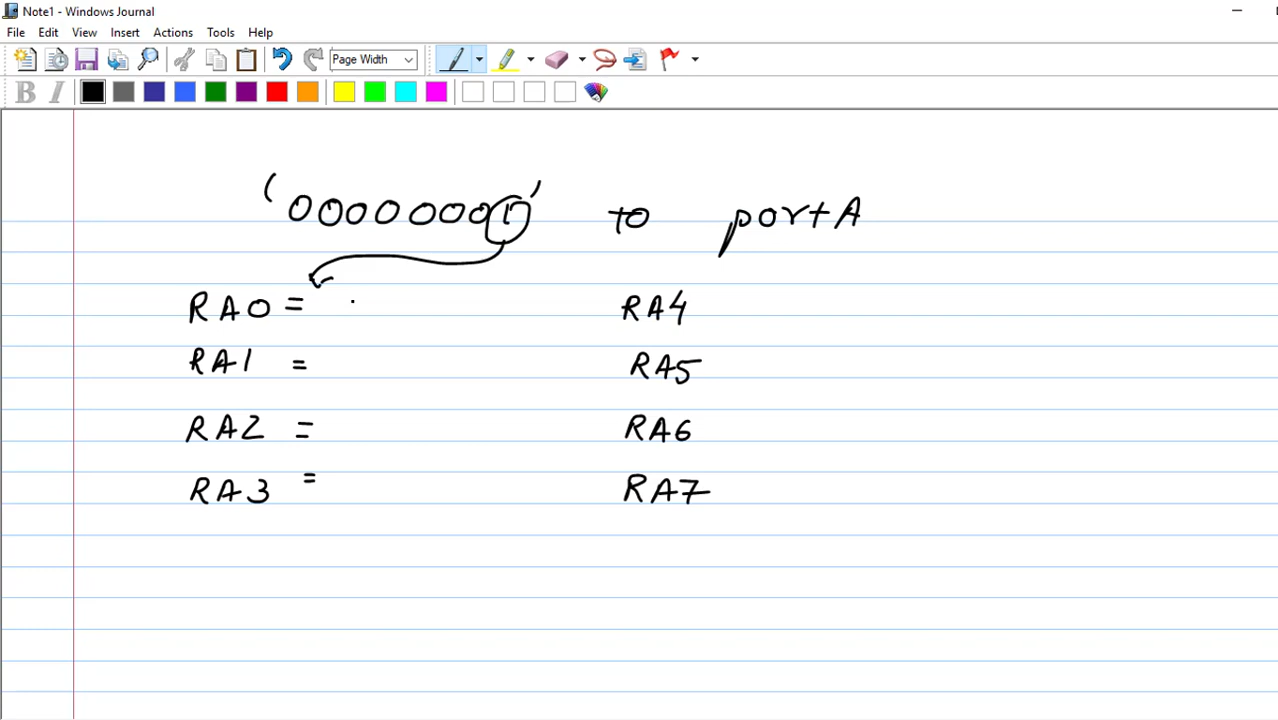 Note1 - Windows Journal
File Edit View Insert Actions Tools Help
Page Width
B I
'00000001' to portA
RA0 = RA4
RA1 = RA5
RA2 = RA6
RA3 = RA7